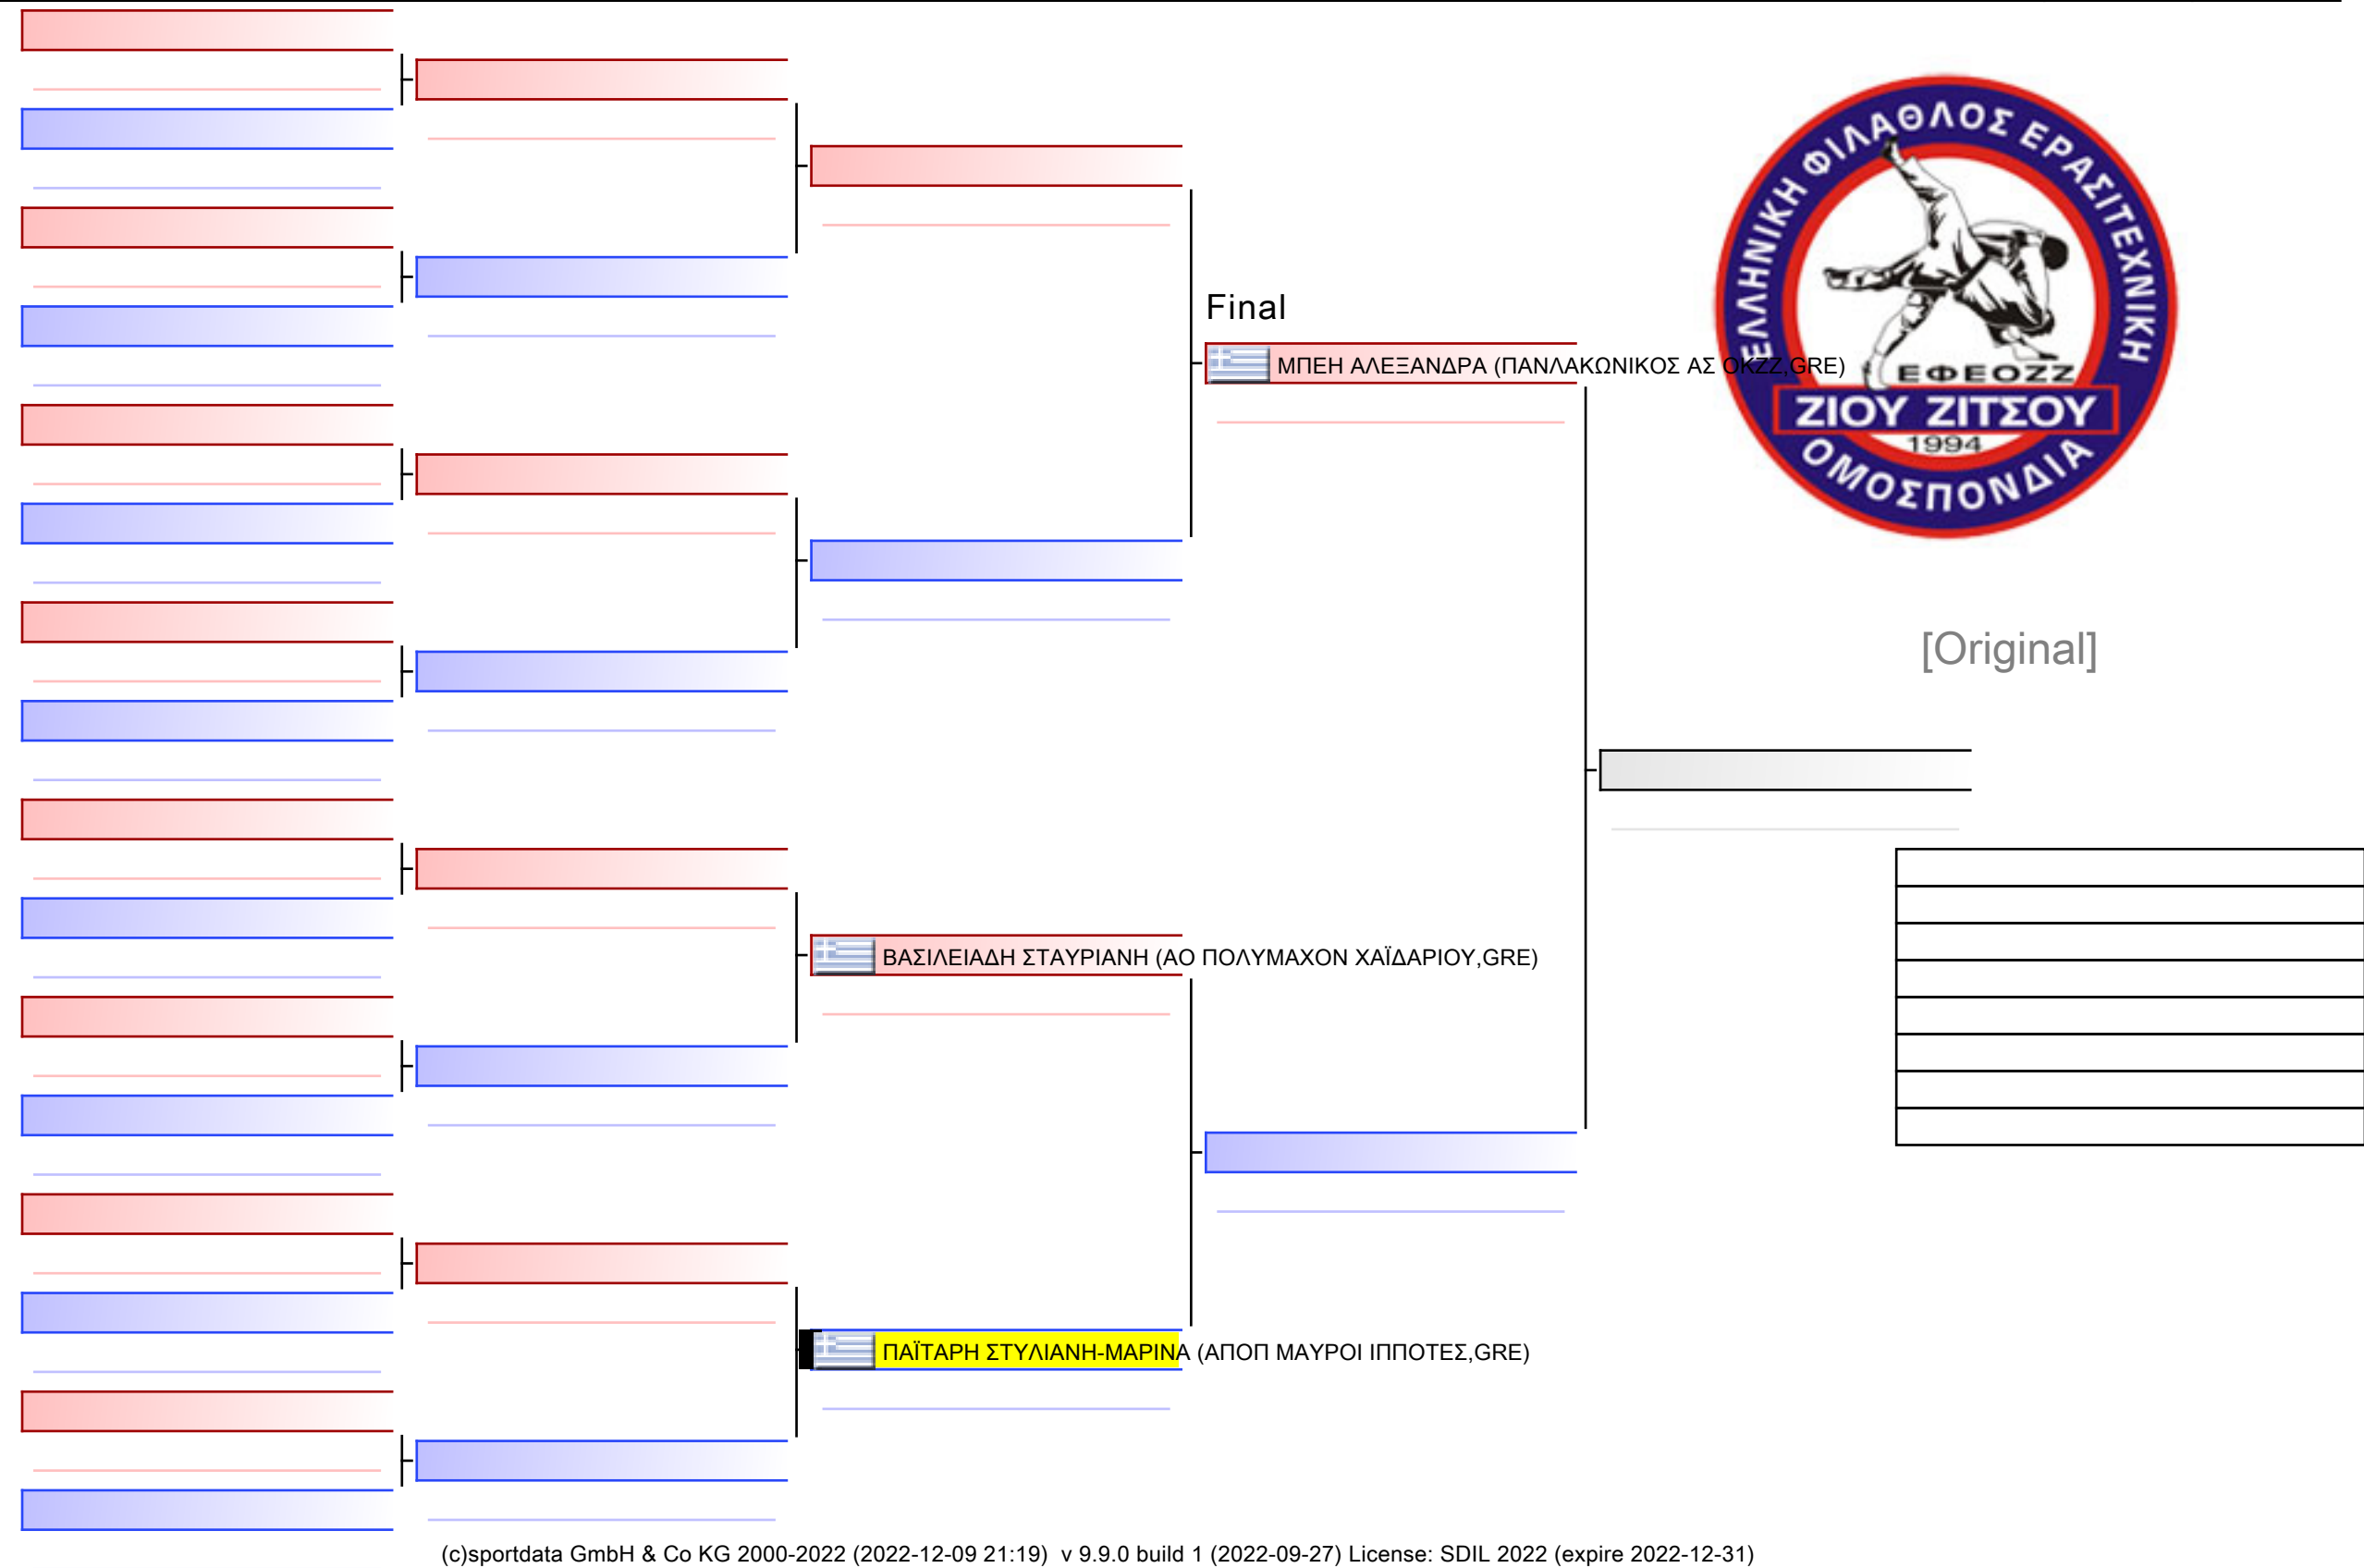 ΕΛΛΗΝΙΚΗ ΦΙΛΑΘΛΟΣ ΕΡΑΣΙΤΕΧΝΙΚΗ
Final
ΜΠΕΗ ΑΛΕΞΑΝΔΡΑ (ΠΑΝΛΑΚΩΝΙΚΟΣ ΑΣ ΟΚΖΖ,GRE)
ΕΦΕΟΖΖ
ΖΙΟΥ ΖΙΤΣΟΥ
1994
ΟΜΟΣΠΟΝΔΙΑ
[Original]
ΒΑΣΙΛΕΙΑΔΗ ΣΤΑΥΡΙΑΝΗ (ΑΟ ΠΟΛΥΜΑΧΟΝ ΧΑΪΔΑΡΙΟΥ,GRE)
ΠΑΪΤΑΡΗ ΣΤΥΛΙΑΝΗ-ΜΑΡΙΝΑ (ΑΠΟΠ ΜΑΥΡΟΙ ΙΠΠΟΤΕΣ,GRE)
(c)sportdata GmbH & Co KG 2000-2022 (2022-12-09 21:19) v 9.9.0 build 1 (2022-09-27) License: SDIL 2022 (expire 2022-12-31)